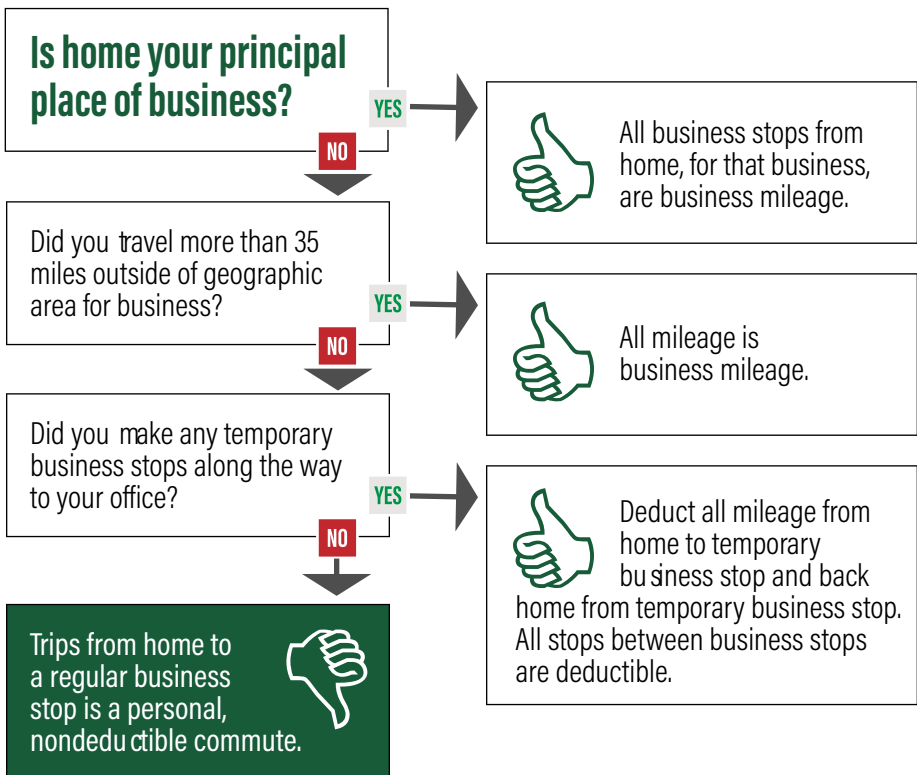 Is home your principal
place of business?
YES
NO
All business stops from
home, for that business,
are business mileage.
Did you travel more than 35
miles outside of geographic
area for business?
YES
NO
All mileage is
business mileage.
Did you make any temporary
business stops along the way
to your office?
YES
NO
Deduct all mileage from
home to temporary
business stop and back
home from temporary business stop.
All stops between business stops
are deductible.
Trips from home to
a regular business
stop is a personal,
nondeductible commute.